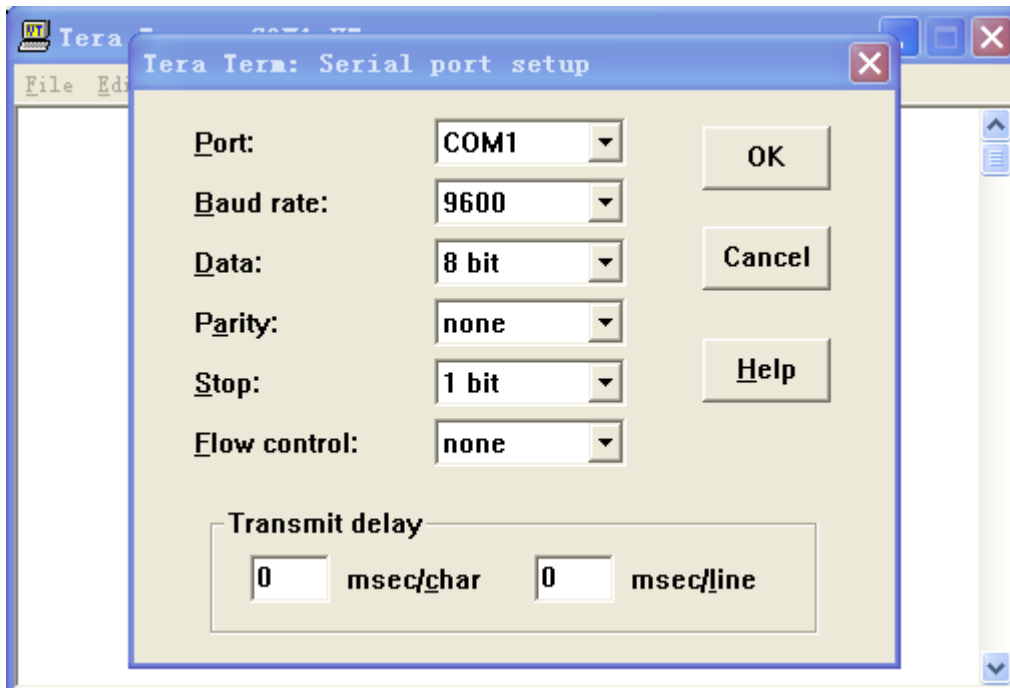 Tera
Tera Term: Serial port setup
File Edi
Port: COM1
OK
Baud rate: 9600
Data: 8 bit
Cancel
Parity: none
Stop: 1 bit
Help
Flow control: none
Transmit delay
0 msec/char 0 msec/line